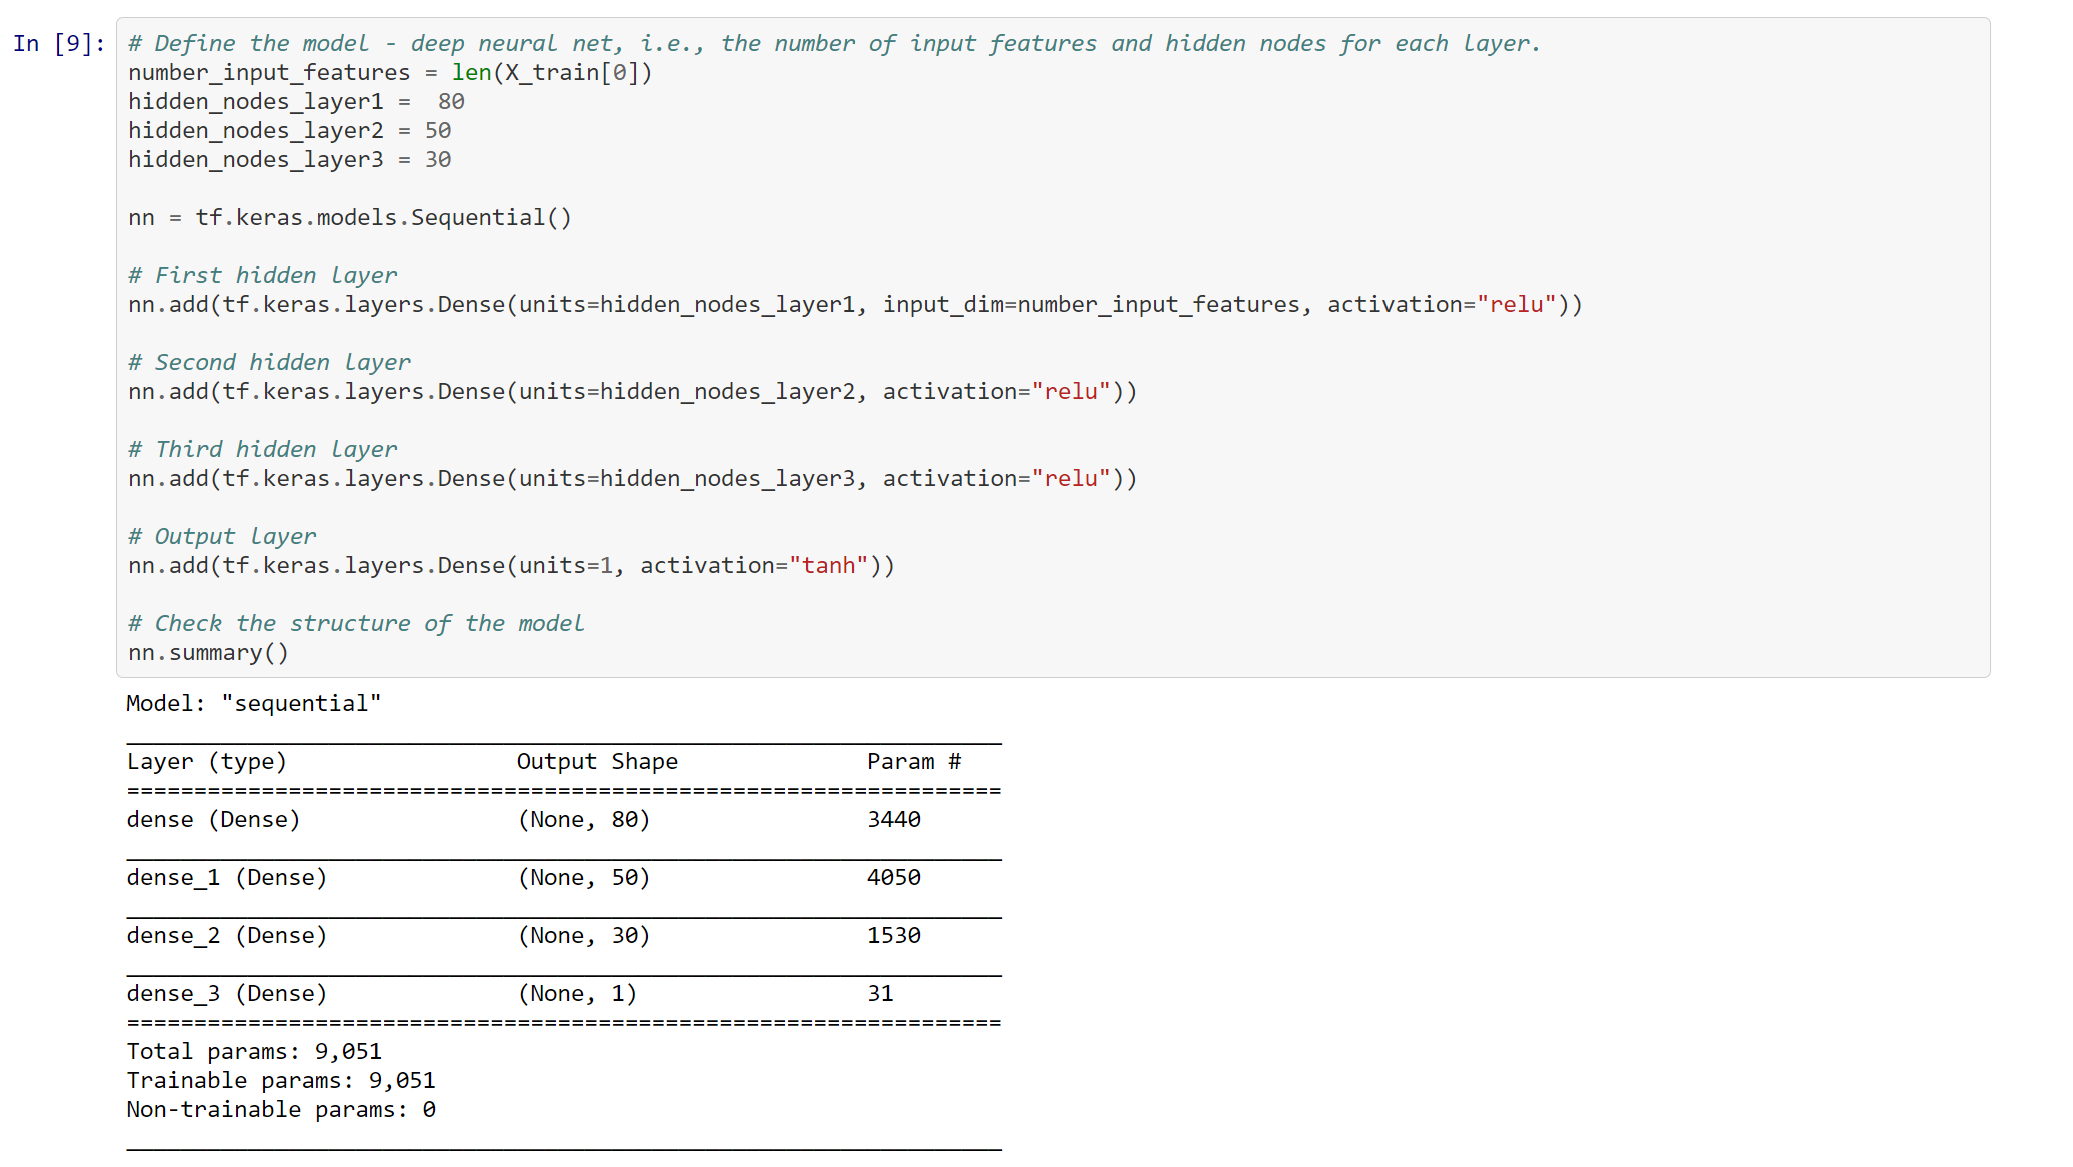 In [9]: # Define the model - deep neural net, i.e., the number of input features and hidden nodes for each layer.
number_input_features = len(X_train[0])
hidden_nodes_layer1 =  80
hidden_nodes_layer2 = 50
hidden_nodes_layer3 = 30
nn = tf.keras.models.Sequential()
# First hidden layer
nn.add(tf.keras.layers.Dense(units=hidden_nodes_layer1, input_dim=number_input_features, activation="relu"))
# Second hidden layer
nn.add(tf.keras.layers.Dense(units=hidden_nodes_layer2, activation="relu"))
# Third hidden layer
nn.add(tf.keras.layers.Dense(units=hidden_nodes_layer3, activation="relu"))
# Output layer
nn.add(tf.keras.layers.Dense(units=1, activation="tanh"))
# Check the structure of the model
nn.summary()
Model: "sequential"
_________________________________________________________________
Layer (type)                 Output Shape              Param #
=================================================================
dense (Dense)                (None, 80)                3440
_________________________________________________________________
dense_1 (Dense)              (None, 50)                4050
_________________________________________________________________
dense_2 (Dense)              (None, 30)                1530
_________________________________________________________________
dense_3 (Dense)              (None, 1)                 31
=================================================================
Total params: 9,051
Trainable params: 9,051
Non-trainable params: 0
_________________________________________________________________